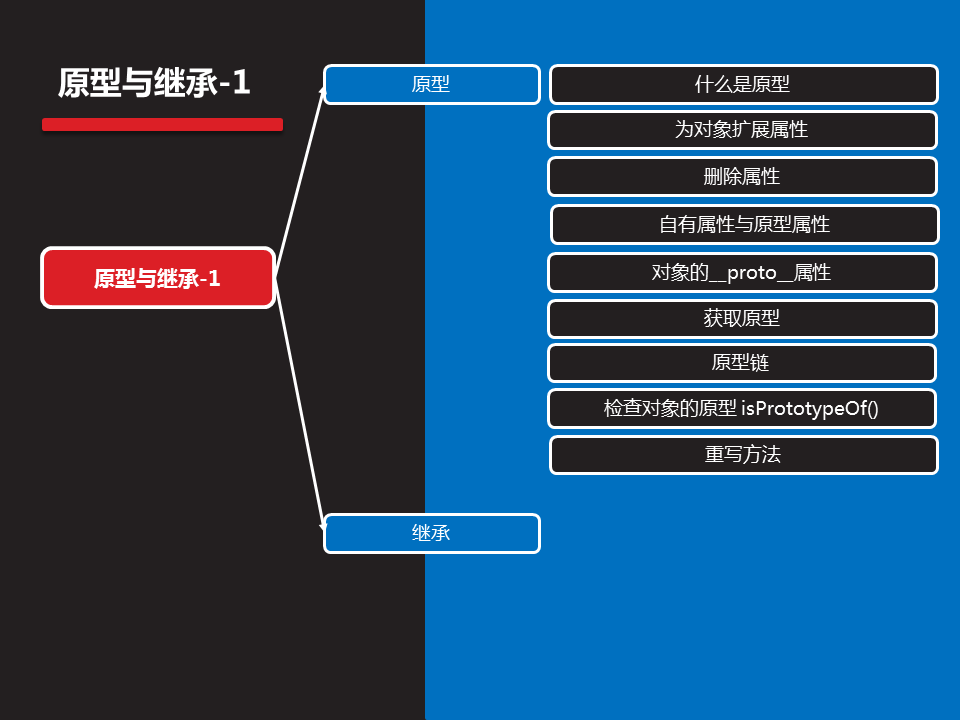 原型与继承-1
原型与继承-1
原型
什么是原型
为对象扩展属性
删除属性
自有属性与原型属性
对象的__proto__属性
获取原型
原型链
检查对象的原型 isPrototypeOf()
重写方法
继承